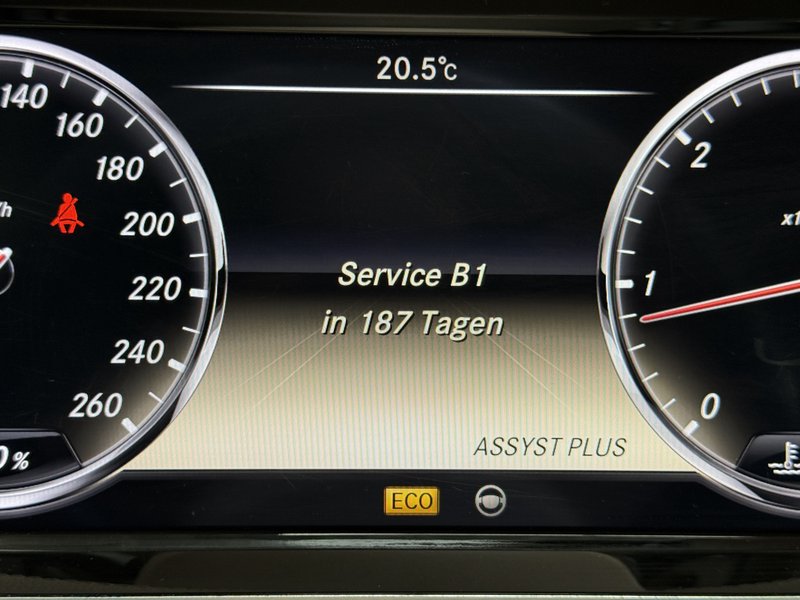 20.5°C
140
160
180
200
220
240
260
%
Service B1
in 187 Tagen
ASSYST PLUS
ECO
2
1
0